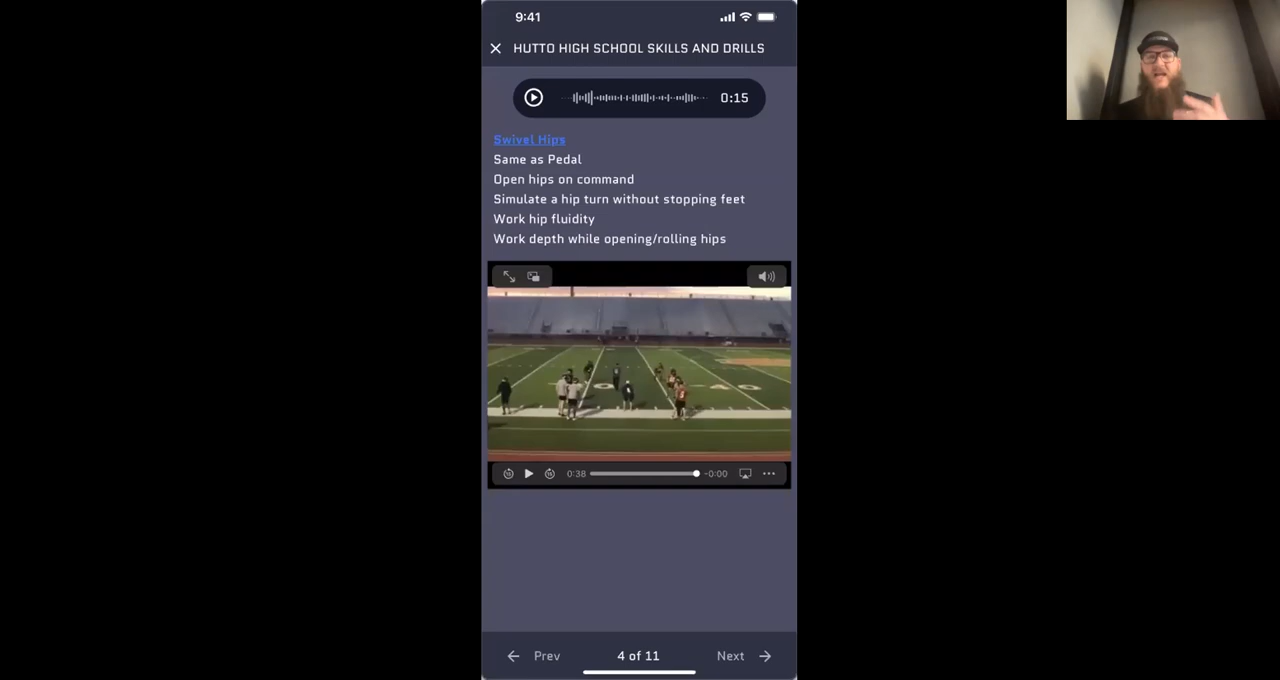 9:41
HUTTO HIGH SCHOOL SKILLS AND DRILLS
0:15
Swivel Hips
Same as Pedal
Open hips on command
Simulate a hip turn without stopping feet
Work hip fluidity
Work depth while opening/rolling hips
0:38 -0:00
Prev 4 of 11 Next